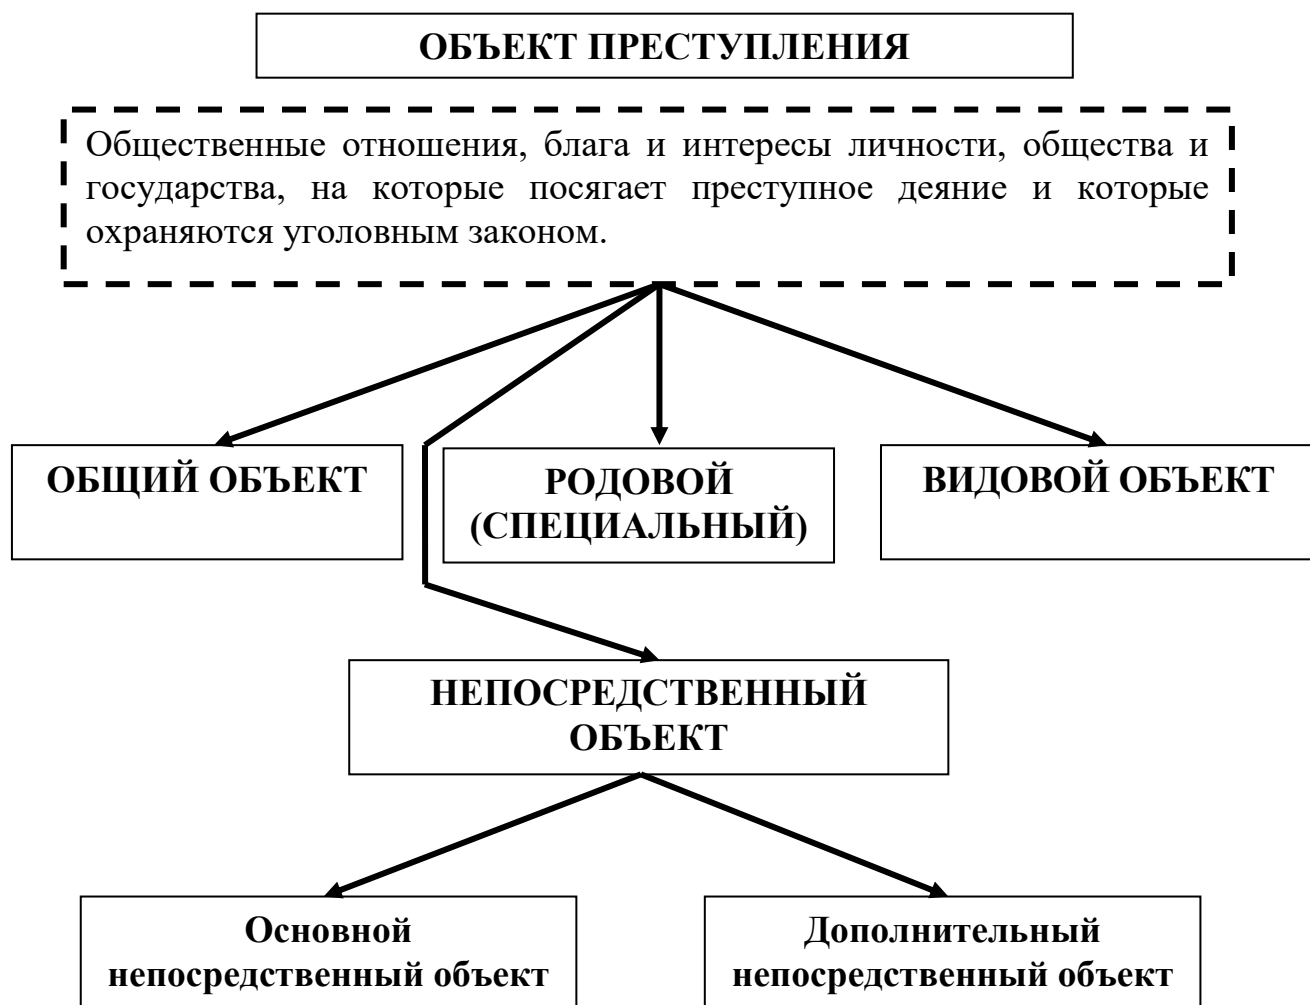 ОБЪЕКТ ПРЕСТУПЛЕНИЯ
Общественные отношения, блага и интересы личности, общества и
государства, на которые посягает преступное деяние и которые
охраняются уголовным законом.
ОБЩИЙ ОБЪЕКТ
РОДОВОЙ
(СПЕЦИАЛЬНЫЙ)
ВИДОВОЙ ОБЪЕКТ
НЕПОСРЕДСТВЕННЫЙ
ОБЪЕКТ
Основной
непосредственный объект
Дополнительный
непосредственный объект